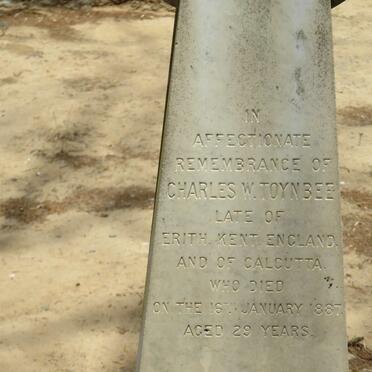 IN
AFFECTIONATE
REMEMBRANCE OF
CHARLES W. TOYNBEE
LATE OF
ERITH, KENT, ENGLAND,
AND OF CALCUTTA.
WHO DIED
ON THE 16TH JANUARY 1887.
AGED 29 YEARS.